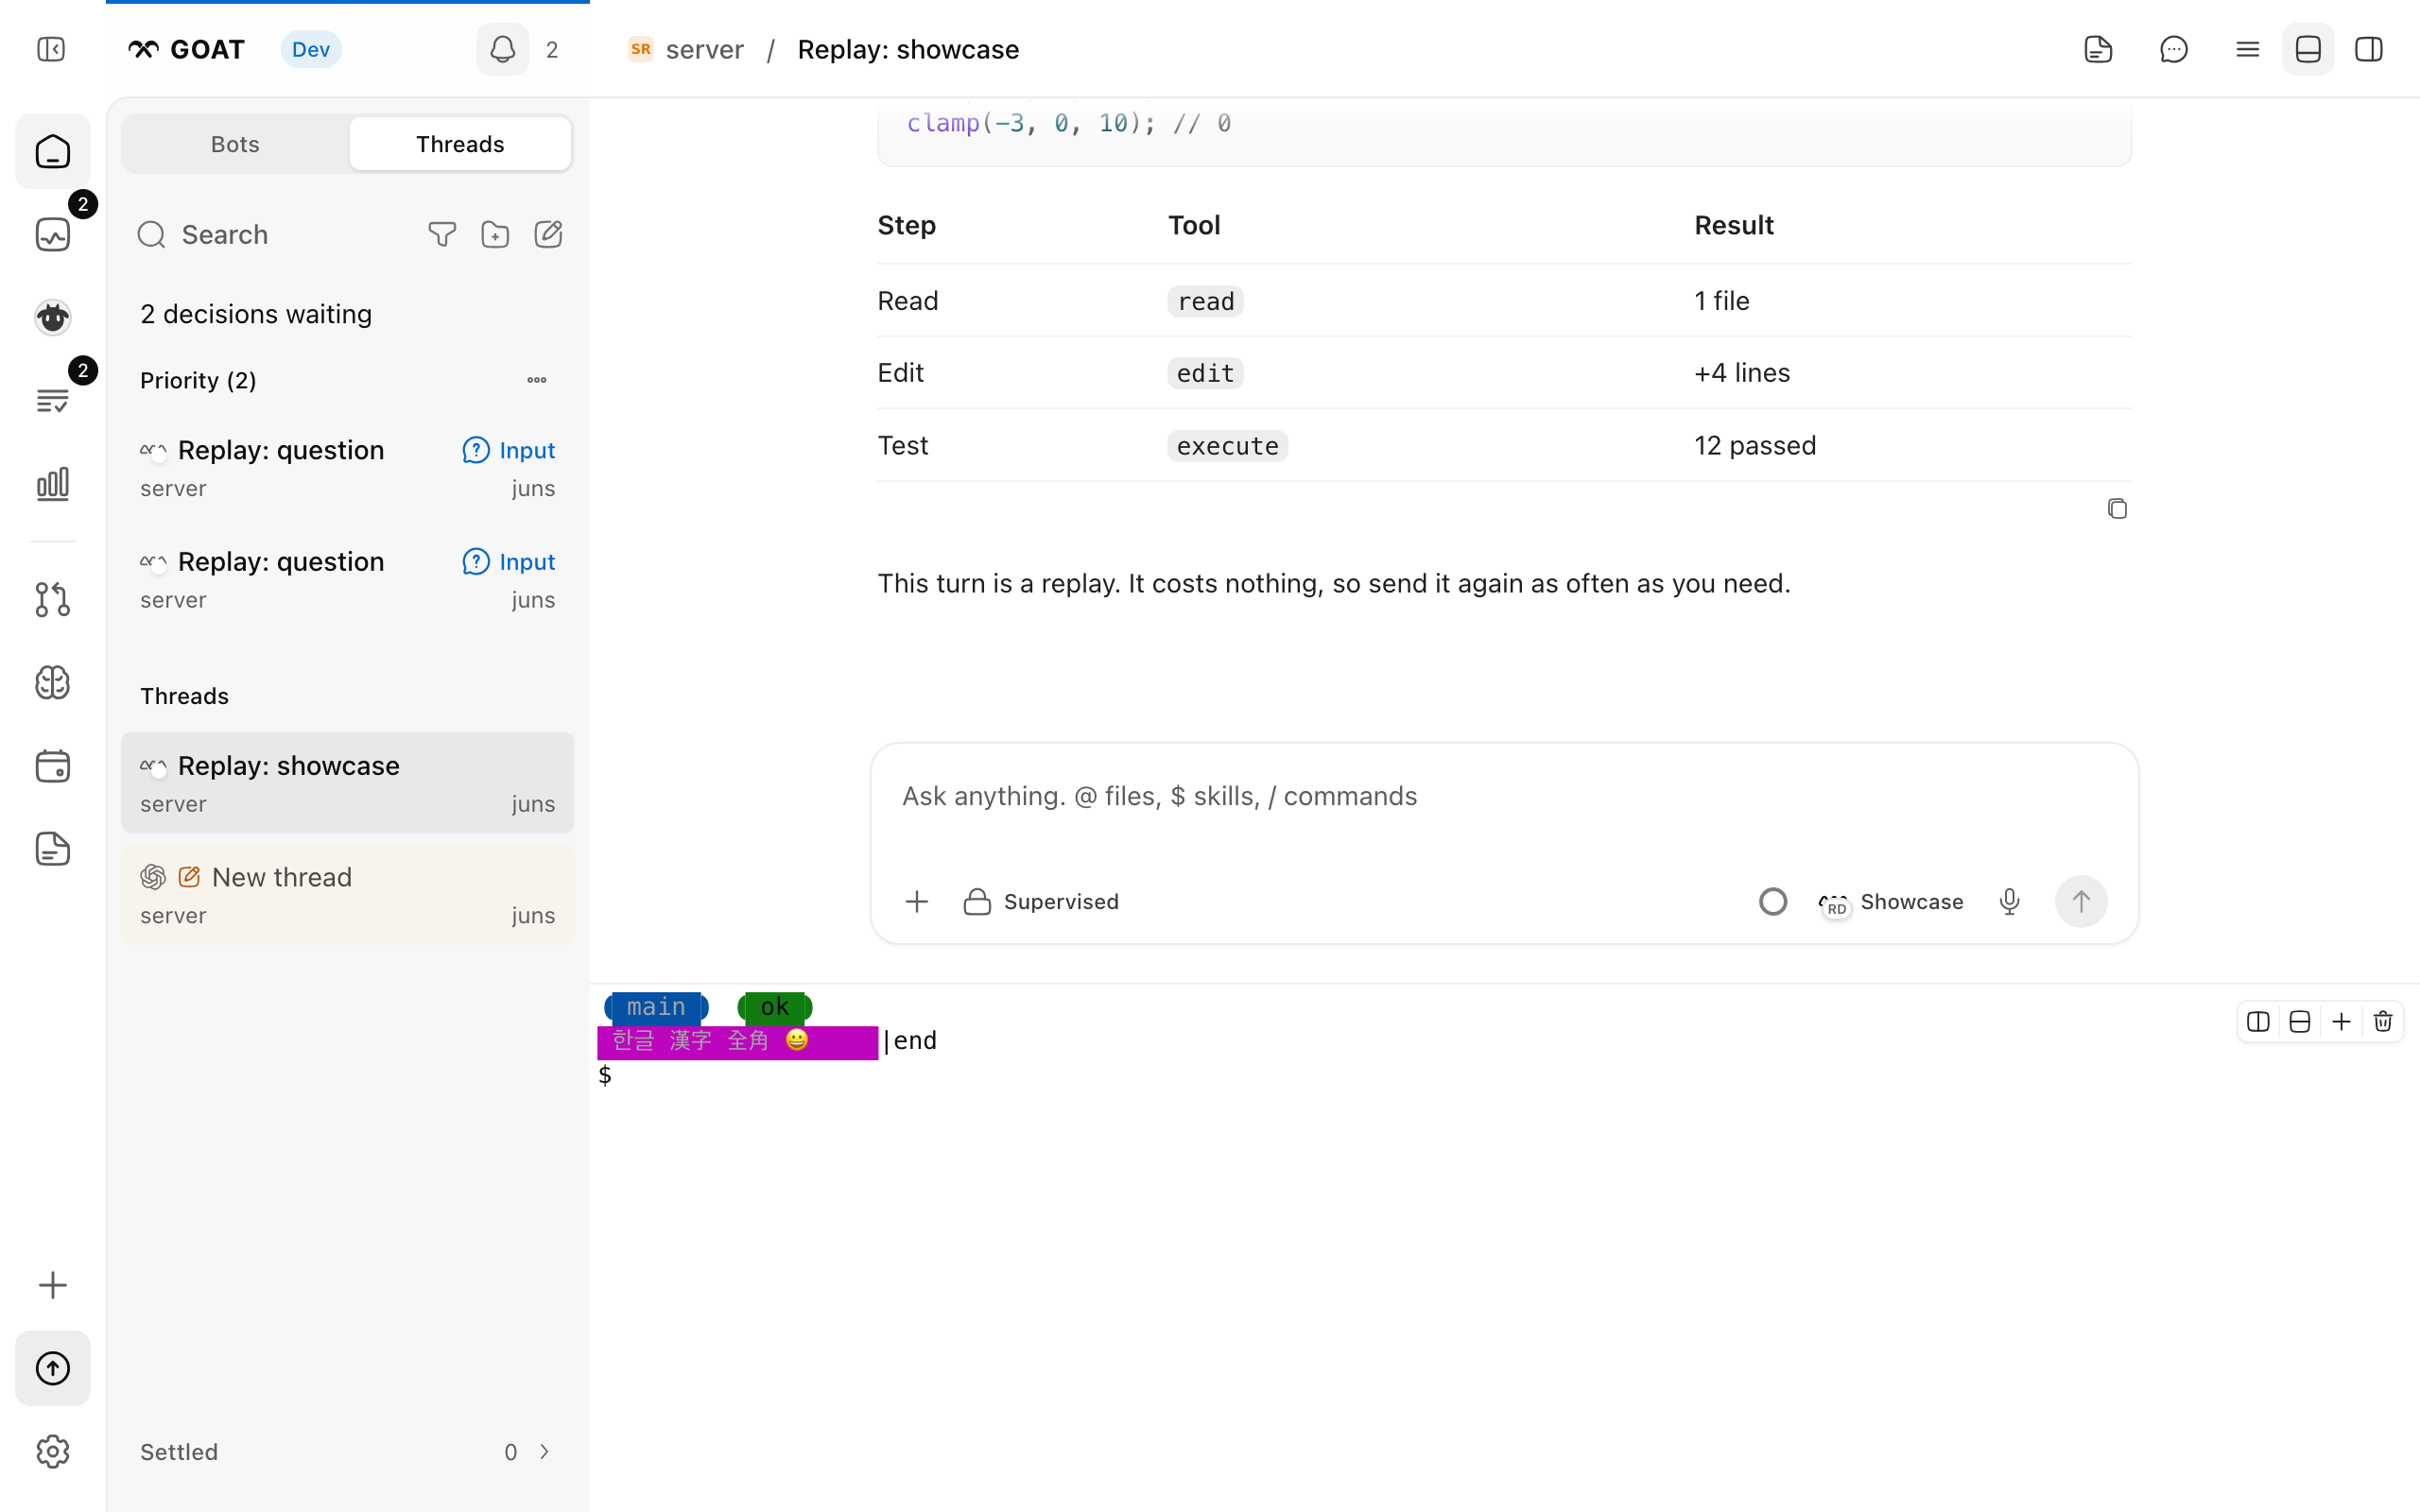 GOAT Dev 2
SR server / Replay: showcase
Bots Threads
Search
2 decisions waiting
Priority (2)
Replay: question Input
server juns
Replay: question Input
server juns
Threads
Replay: showcase
server juns
New thread
server juns
Settled 0
2
2
clamp(-3, 0, 10); // 0
Step Tool Result
Read read 1 file
Edit edit +4 lines
Test execute 12 passed
This turn is a replay. It costs nothing, so send it again as often as you need.
Ask anything. @ files, $ skills, / commands
Supervised RD Showcase
main ok
한글 漢字 全角 😀 |end
$